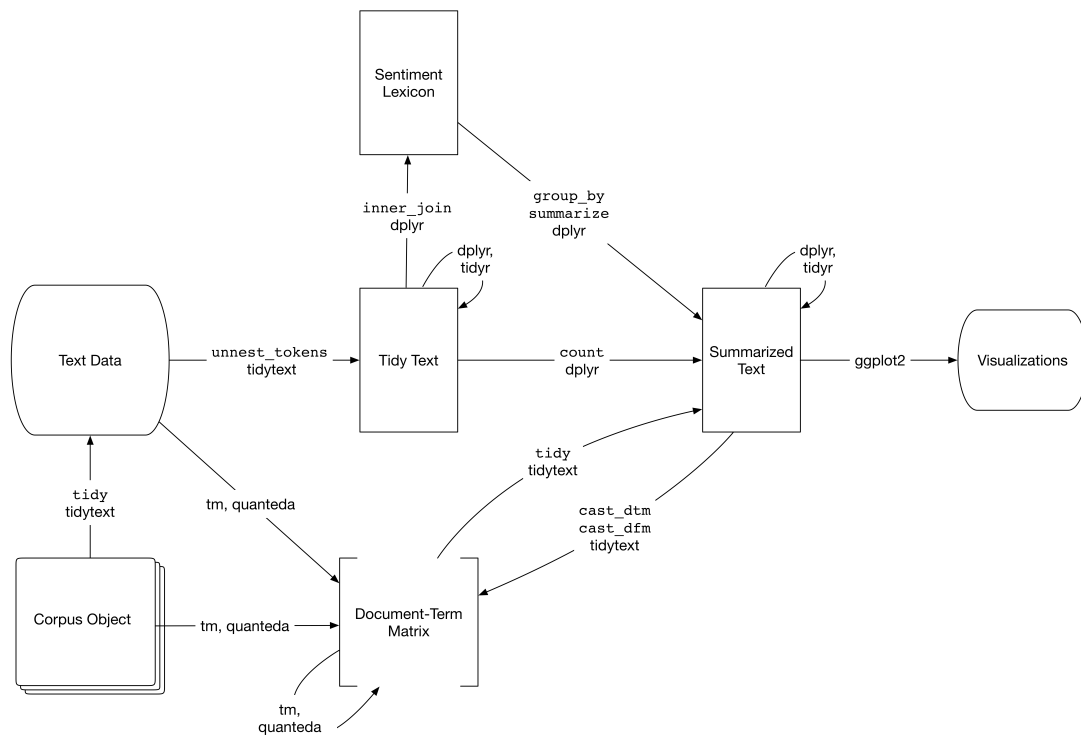 Sentiment
Lexicon
inner_join
dplyr
group_by
summarize
dplyr
dplyr,
tidyr
dplyr,
tidyr
Text Data
unnest_tokens
tidytext
Tidy Text
count
dplyr
Summarized
Text
ggplot2
Visualizations
tidy
tidytext
tm, quanteda
tidy
tidytext
cast_dtm
cast_dfm
tidytext
Corpus Object
tm, quanteda
Document-Term
Matrix
tm,
quanteda